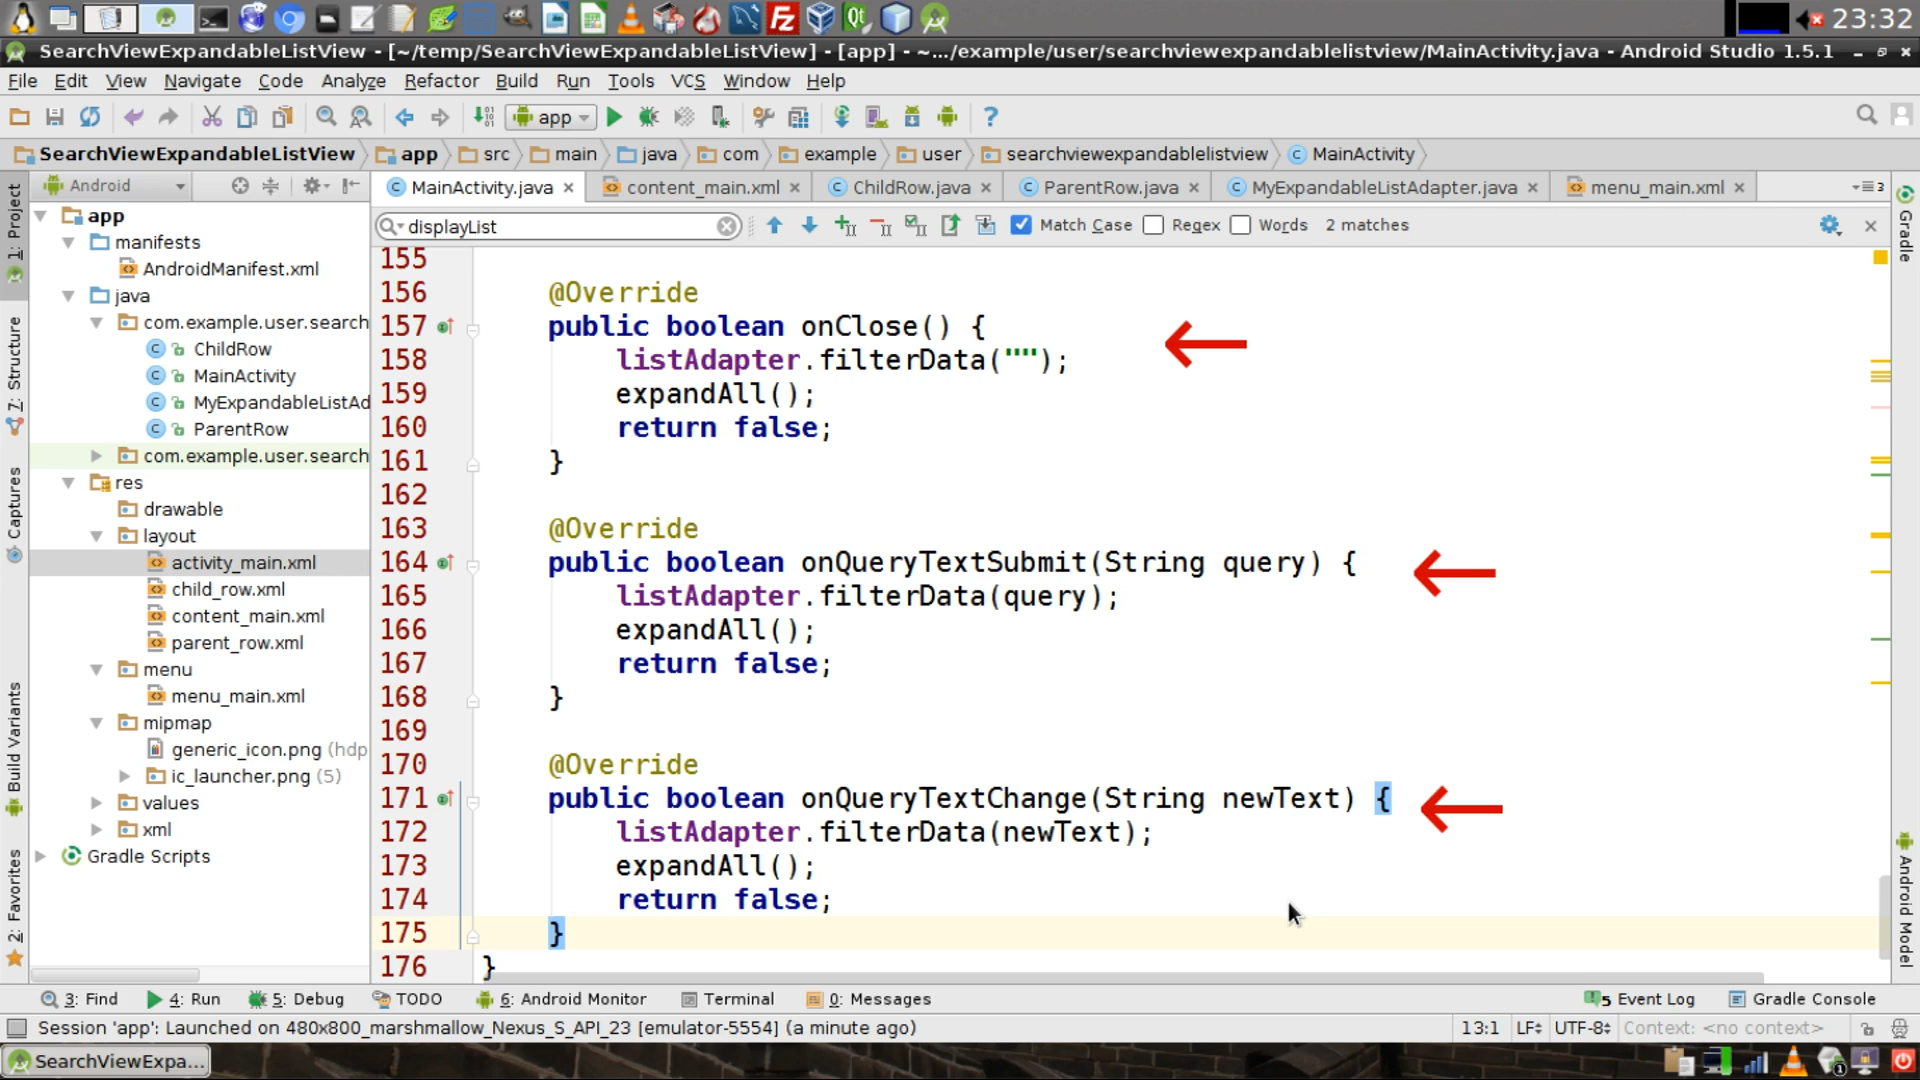 23:32
SearchViewExpandableListView - [~/temp/SearchViewExpandableListView] - [app] - ~.../example/user/searchviewexpandablelistview/MainActivity.java - Android Studio 1.5.1
File Edit View Navigate Code Analyze Refactor Build Run Tools VCS Window Help
app
SearchViewExpandableListView app src main java com example user searchviewexpandablelistview MainActivity
Android
MainActivity.java content_main.xml ChildRow.java ParentRow.java MyExpandableListAdapter.java menu_main.xml
displayList Match Case Regex Words 2 matches
1: Project
7: Structure
Captures
Build Variants
2: Favorites
app
manifests
AndroidManifest.xml
java
com.example.user.search
ChildRow
MainActivity
MyExpandableListAd
ParentRow
com.example.user.search
res
drawable
layout
activity_main.xml
child_row.xml
content_main.xml
parent_row.xml
menu
menu_main.xml
mipmap
generic_icon.png (hdp
ic_launcher.png (5)
values
xml
Gradle Scripts
155
156 @Override
157 public boolean onClose() {
158 listAdapter.filterData("");
159 expandAll();
160 return false;
161 }
162
163 @Override
164 public boolean onQueryTextSubmit(String query) {
165 listAdapter.filterData(query);
166 expandAll();
167 return false;
168 }
169
170 @Override
171 public boolean onQueryTextChange(String newText) {
172 listAdapter.filterData(newText);
173 expandAll();
174 return false;
175 }
176 }
Gradle
Android Model
3: Find 4: Run 5: Debug TODO 6: Android Monitor Terminal 0: Messages 5 Event Log Gradle Console
Session 'app': Launched on 480x800_marshmallow_Nexus_S_API_23 [emulator-5554] (a minute ago) 13:1 LF UTF-8 Context: <no context>
SearchViewExpa...